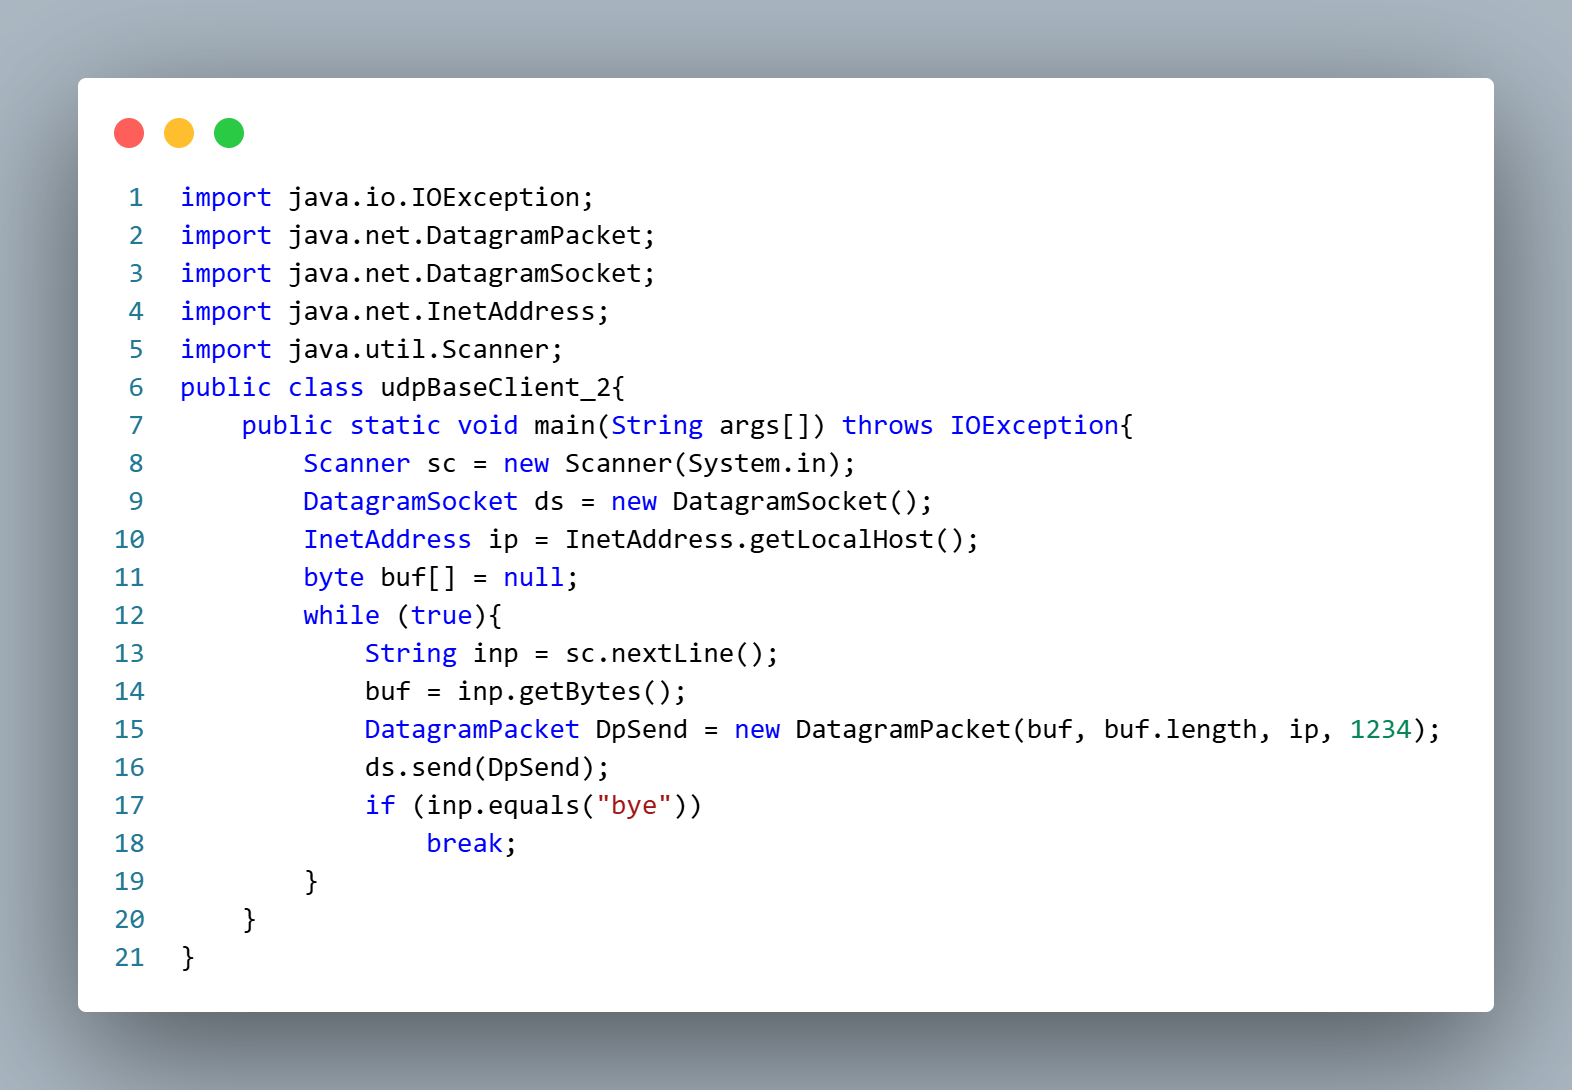 1 import java.io.IOException;
2 import java.net.DatagramPacket;
3 import java.net.DatagramSocket;
4 import java.net.InetAddress;
5 import java.util.Scanner;
6 public class udpBaseClient_2{
7     public static void main(String args[]) throws IOException{
8         Scanner sc = new Scanner(System.in);
9         DatagramSocket ds = new DatagramSocket();
10         InetAddress ip = InetAddress.getLocalHost();
11         byte buf[] = null;
12         while (true){
13             String inp = sc.nextLine();
14             buf = inp.getBytes();
15             DatagramPacket DpSend = new DatagramPacket(buf, buf.length, ip, 1234);
16             ds.send(DpSend);
17             if (inp.equals("bye"))
18                 break;
19         }
20     }
21 }